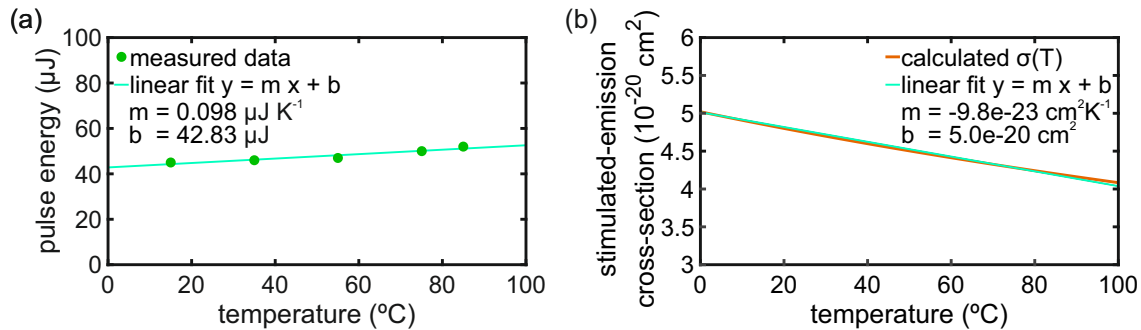 (a)
100
80
60
40
20
0
pulse energy (µJ)
measured data
linear fit y = m x + b
m = 0.098 µJ K⁻¹
b = 42.83 µJ
0 20 40 60 80 100
temperature (ºC)
(b)
6
5.5
5
4.5
4
3.5
3
stimulated-emission
cross-section (10⁻²⁰ cm²)
calculated σ(T)
linear fit y = m x + b
m = -9.8e-23 cm²K⁻¹
b = 5.0e-20 cm²
0 20 40 60 80 100
temperature (ºC)